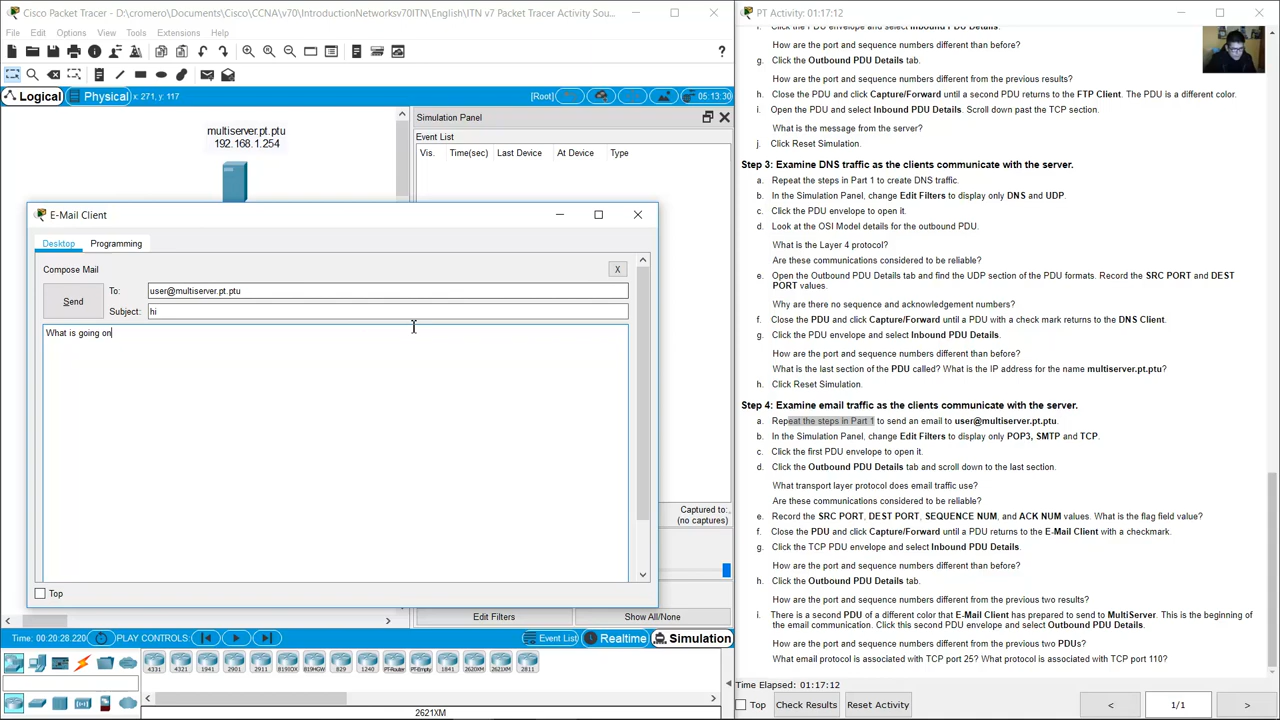 Cisco Packet Tracer - D:\cromero\Documents\Cisco\CCNA\v70\IntroductionNetworksv70ITN\English\ITN v7 Packet Tracer Activity Sou...
File Edit Options View Tools Extensions Help
Logical Physical x: 271, y: 117 [Root] 05:13:30
multiserver.pt.ptu
192.168.1.254
Simulation Panel
Event List
Vis. Time(sec) Last Device At Device Type
E-Mail Client
Desktop Programming
Compose Mail X
Send
To: user@multiserver.pt.ptu
Subject: hi
What is going on
Top
Captured to:
(no captures)
Edit Filters Show All/None
Time: 00:20:28.220 PLAY CONTROLS: Event List Realtime Simulation
4331 4321 1941 2901 2911 819IOX 819HGW 829 1240 PT-Router PT-Empty 1841 2620XM 2621XM 2811
2621XM
PT Activity: 01:17:12
How are the port and sequence numbers different than before?
g. Click the Outbound PDU Details tab.
How are the port and sequence numbers different from the previous results?
h. Close the PDU and click Capture/Forward until a second PDU returns to the FTP Client. The PDU is a different color.
i. Open the PDU and select Inbound PDU Details. Scroll down past the TCP section.
What is the message from the server?
j. Click Reset Simulation.
Step 3: Examine DNS traffic as the clients communicate with the server.
a. Repeat the steps in Part 1 to create DNS traffic.
b. In the Simulation Panel, change Edit Filters to display only DNS and UDP.
c. Click the PDU envelope to open it.
d. Look at the OSI Model details for the outbound PDU.
What is the Layer 4 protocol?
Are these communications considered to be reliable?
e. Open the Outbound PDU Details tab and find the UDP section of the PDU formats. Record the SRC PORT and DEST
PORT values.
Why are there no sequence and acknowledgement numbers?
f. Close the PDU and click Capture/Forward until a PDU with a check mark returns to the DNS Client.
g. Click the PDU envelope and select Inbound PDU Details.
How are the port and sequence numbers different than before?
What is the last section of the PDU called? What is the IP address for the name multiserver.pt.ptu?
h. Click Reset Simulation.
Step 4: Examine email traffic as the clients communicate with the server.
a. Repeat the steps in Part 1 to send an email to user@multiserver.pt.ptu.
b. In the Simulation Panel, change Edit Filters to display only POP3, SMTP and TCP.
c. Click the first PDU envelope to open it.
d. Click the Outbound PDU Details tab and scroll down to the last section.
What transport layer protocol does email traffic use?
Are these communications considered to be reliable?
e. Record the SRC PORT, DEST PORT, SEQUENCE NUM, and ACK NUM values. What is the flag field value?
f. Close the PDU and click Capture/Forward until a PDU returns to the E-Mail Client with a checkmark.
g. Click the TCP PDU envelope and select Inbound PDU Details.
How are the port and sequence numbers different than before?
h. Click the Outbound PDU Details tab.
How are the port and sequence numbers different from the previous two results?
i. There is a second PDU of a different color that E-Mail Client has prepared to send to MultiServer. This is the beginning of
the email communication. Click this second PDU envelope and select Outbound PDU Details.
How are the port and sequence numbers different from the previous two PDUs?
What email protocol is associated with TCP port 25? What protocol is associated with TCP port 110?
Time Elapsed: 01:17:12
Top Check Results Reset Activity < 1/1 >